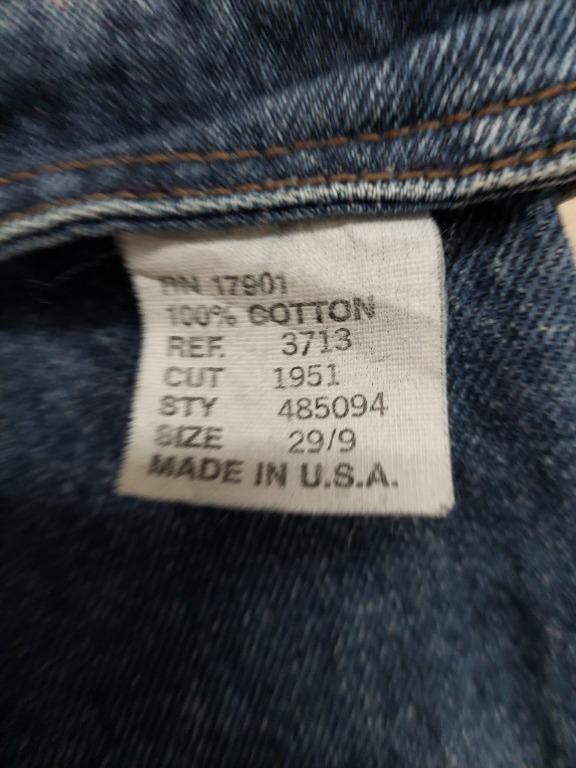 RN 17901
100% COTTON
REF. 3713
CUT 1951
STY 485094
SIZE 29/9
MADE IN U.S.A.